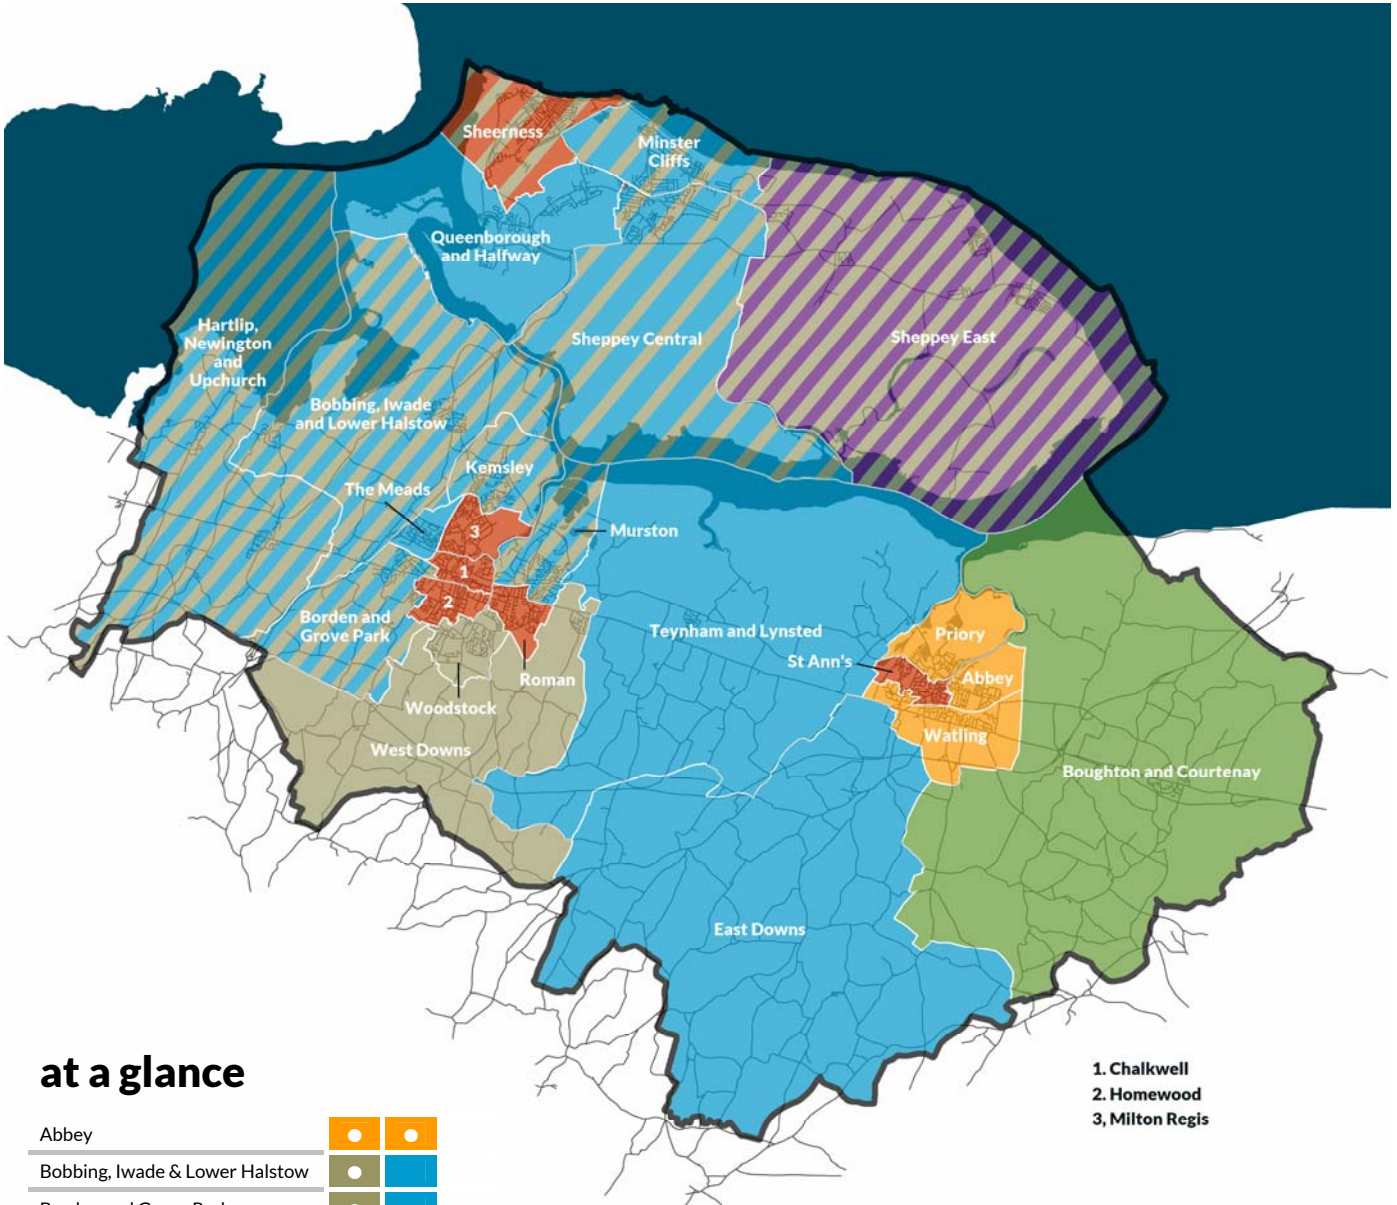 Sheerness
Minster
Cliffs
Queenborough
and Halfway
Hartlip,
Newington
and
Upchurch
Sheppey Central
Sheppey East
Bobbing, Iwade
and Lower Halstow
Kemsley
The Meads
3
Murston
1
2
Borden and
Grove Park
Teynham and Lynsted
Priory
St Ann's
Abbey
Roman
Woodstock
Watling
West Downs
Boughton and Courtenay
East Downs
at a glance
1. Chalkwell
2. Homewood
3, Milton Regis
Abbey
Bobbing, Iwade & Lower Halstow